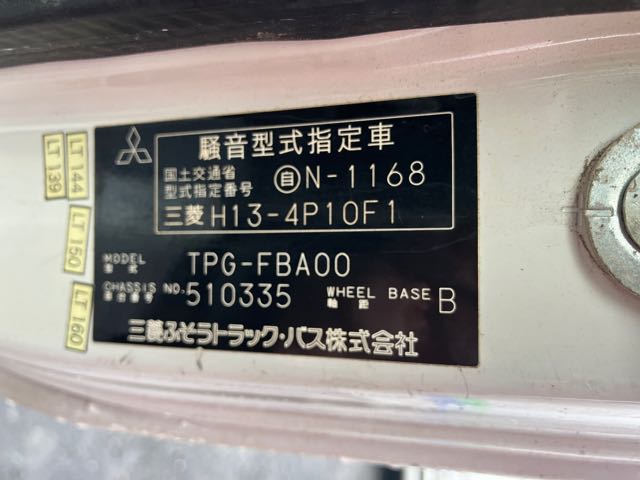 騒音型式指定車
国土交通省
型式指定番号
自N-1168
三菱 H13-4P10F1
MODEL
型式
TPG-FBA00
CHASSIS NO.
車台番号
510335
WHEEL BASE
軸距
B
三菱ふそうトラック・バス株式会社
LT 139
LT 144
LT 150
LT 160